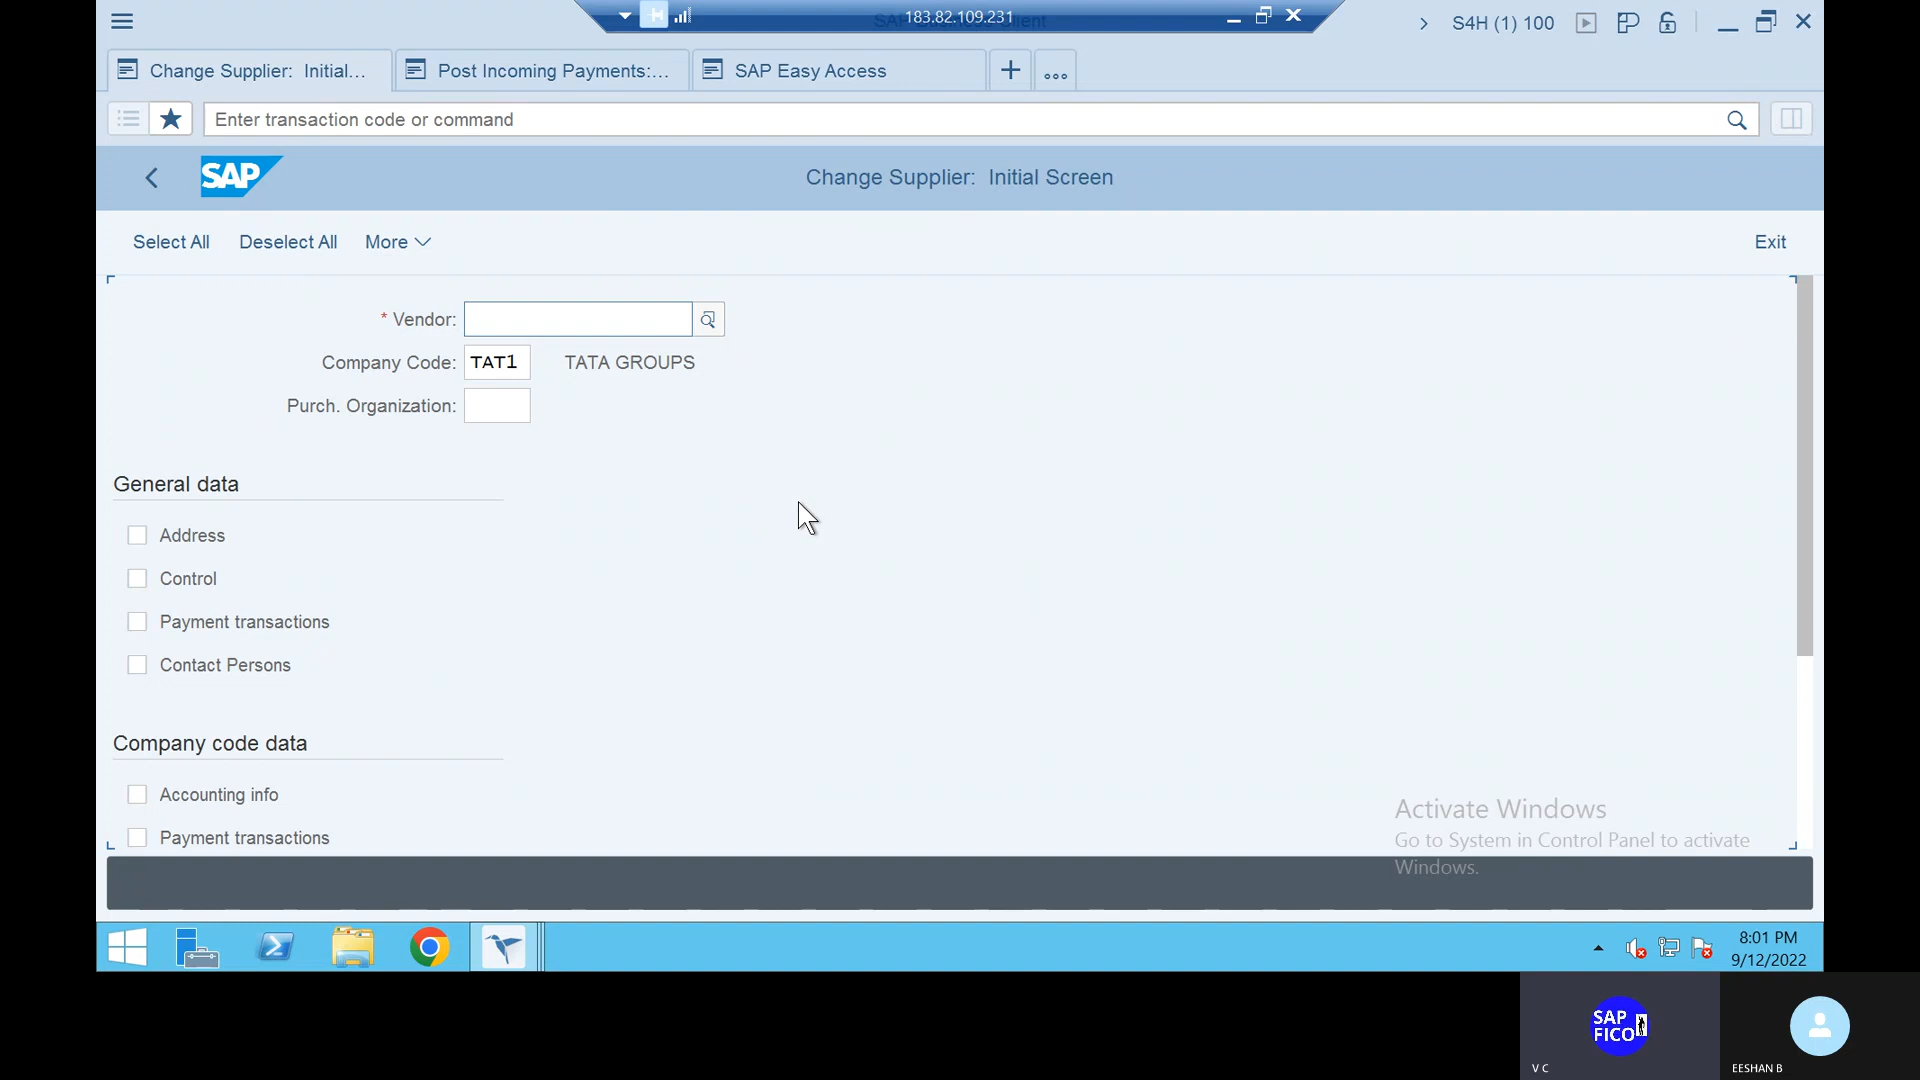 183.82.109.231
S4H (1) 100
Change Supplier: Initial...
Post Incoming Payments:...
SAP Easy Access
Enter transaction code or command
SAP
Change Supplier: Initial Screen
Select All
Deselect All
More
Exit
* Vendor:
Company Code: TAT1 TATA GROUPS
Purch. Organization:
General data
Address
Control
Payment transactions
Contact Persons
Company code data
Accounting info
Payment transactions
Activate Windows
Go to System in Control Panel to activate
Windows.
8:01 PM
9/12/2022
SAP
FICO
V C
EESHAN B